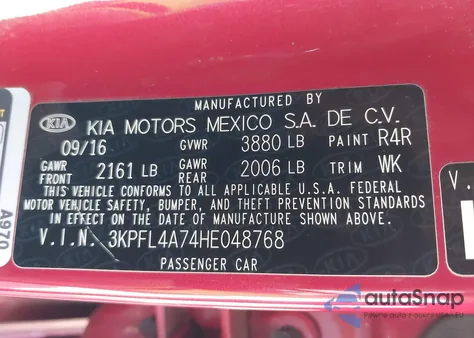 MANUFACTURED BY
KIA KIA MOTORS MEXICO S.A. DE C.V.
09/16 GVWR 3880 LB PAINT R4R
GAWR FRONT 2161 LB GAWR REAR 2006 LB TRIM WK
THIS VEHICLE CONFORMS TO ALL APPLICABLE U.S.A. FEDERAL
MOTOR VEHICLE SAFETY, BUMPER, AND THEFT PREVENTION STANDARDS
IN EFFECT ON THE DATE OF MANUFACTURE SHOWN ABOVE.
V.I.N. 3KPFL4A74HE048768
PASSENGER CAR
A970
autoSnap